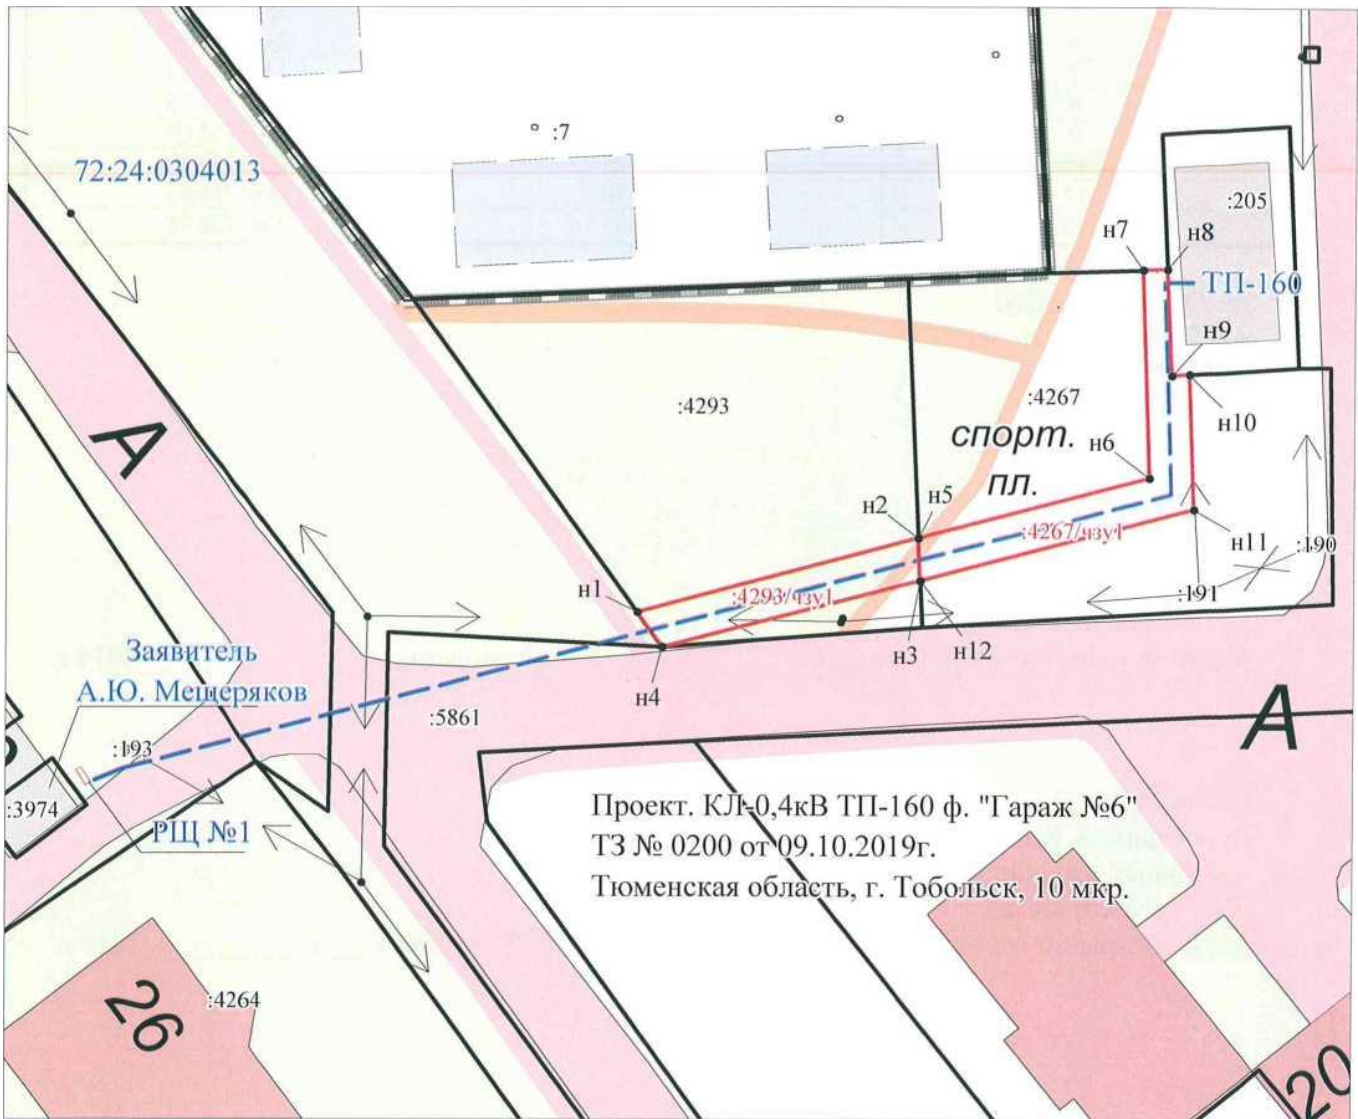 :7
72:24:0304013
:205
н7
н8
ТП-160
н9
:4293
:4267
н10
А
спорт.
пл.
н6
н2
н5
:4267/чзу1
н11
:190
н1
:4293/чзу1
:191
Заявитель
А.Ю. Мещеряков
н3
н12
н4
:5861
А
:193
:3974
РЩ №1
Проект. КЛ-0,4кВ ТП-160 ф. "Гараж №6"
ТЗ № 0200 от 09.10.2019г.
Тюменская область, г. Тобольск, 10 мкр.
26
:4264
20